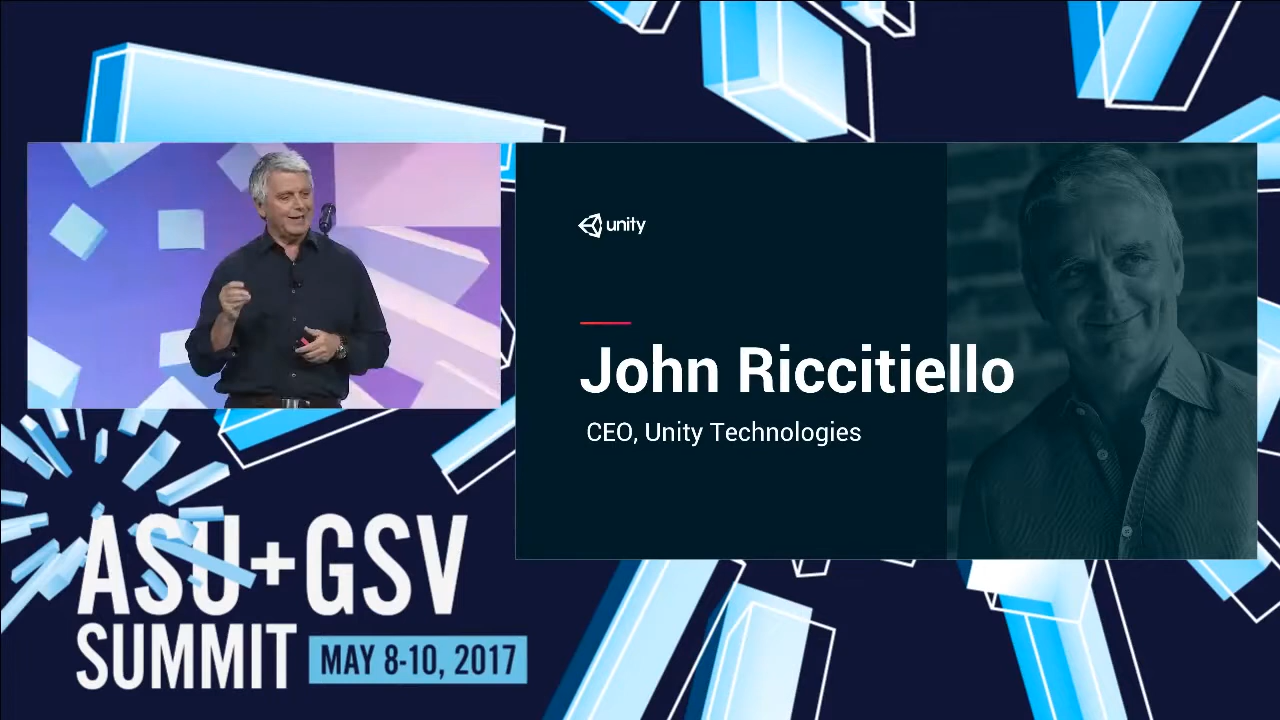 unity
John Riccitiello
CEO, Unity Technologies
ASU+GSV
SUMMIT
MAY 8-10, 2017